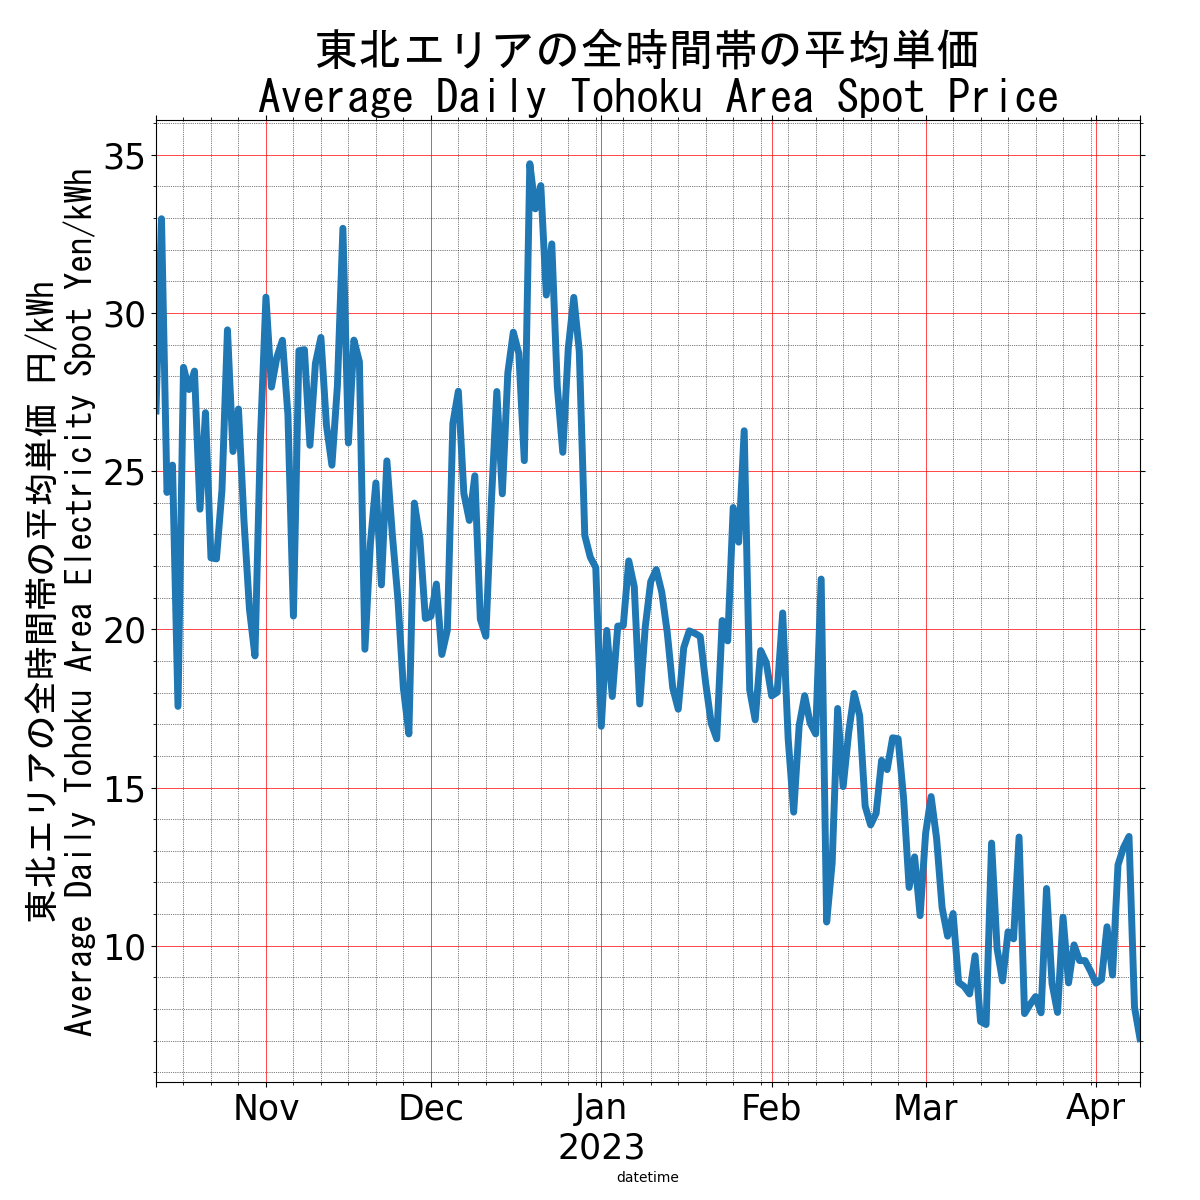 東北エリアの全時間帯の平均単価
Average Daily Tohoku Area Spot Price
東北エリアの全時間帯の平均単価 円/kWh
Average Daily Tohoku Area Electricity Spot Yen/kWh
35
30
25
20
15
10
Nov
Dec
Jan
2023
Feb
Mar
Apr
datetime